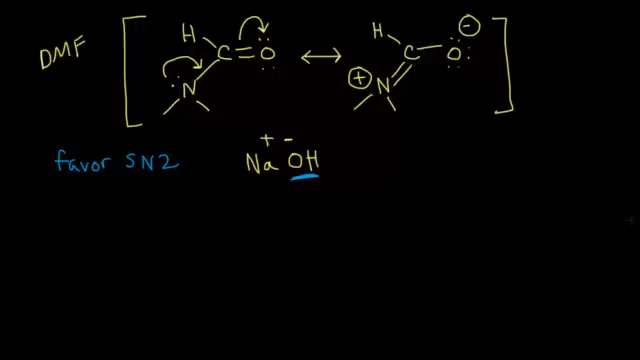 DMF
H C = O ↔ H C - O ⊖
N ⊕ N
favor SN2
+ -
Na OH